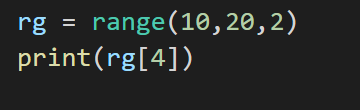 rg = range(10,20,2)
print(rg[4])